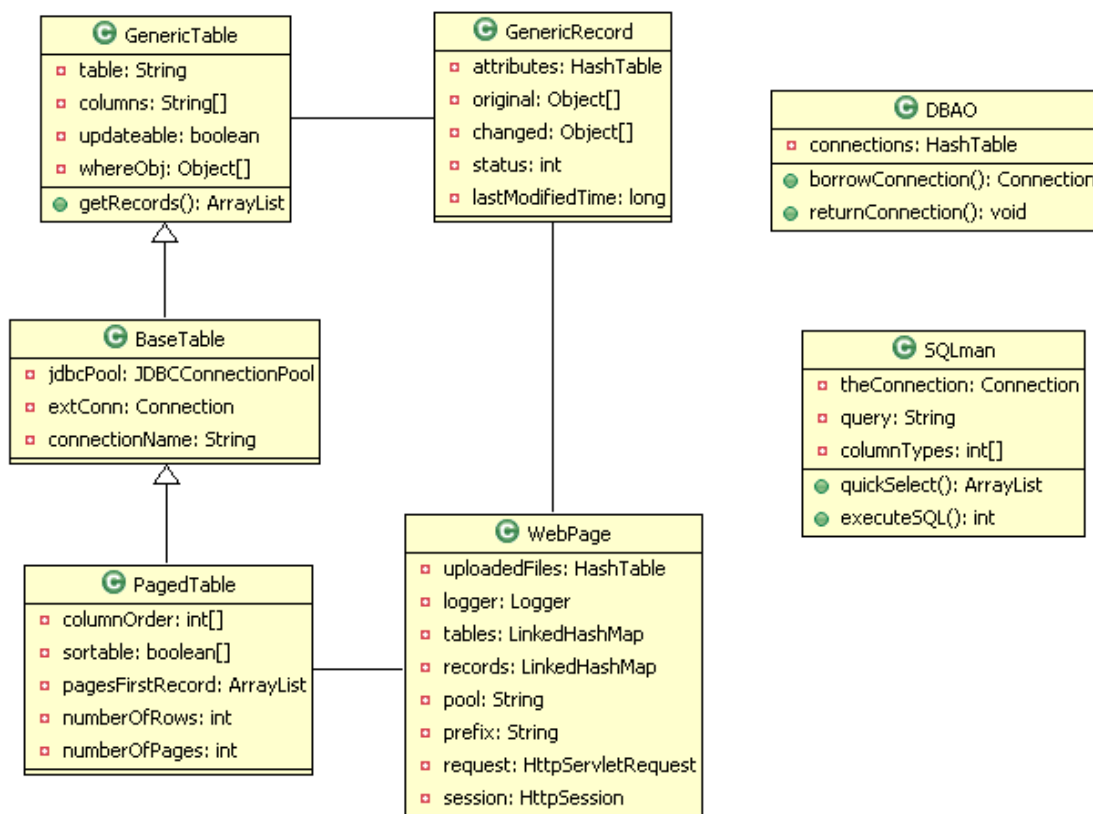 GenericTable
table: String
columns: String[]
updateable: boolean
whereObj: Object[]
getRecords(): ArrayList
GenericRecord
attributes: HashTable
original: Object[]
changed: Object[]
status: int
lastModifiedTime: long
DBAO
connections: HashTable
borrowConnection(): Connection
returnConnection(): void
BaseTable
jdbcPool: JDBCConnectionPool
extConn: Connection
connectionName: String
SQLman
theConnection: Connection
query: String
columnTypes: int[]
quickSelect(): ArrayList
executeSQL(): int
PagedTable
columnOrder: int[]
sortable: boolean[]
pagesFirstRecord: ArrayList
numberOfRows: int
numberOfPages: int
WebPage
uploadedFiles: HashTable
logger: Logger
tables: LinkedHashMap
records: LinkedHashMap
pool: String
prefix: String
request: HttpServletRequest
session: HttpSession